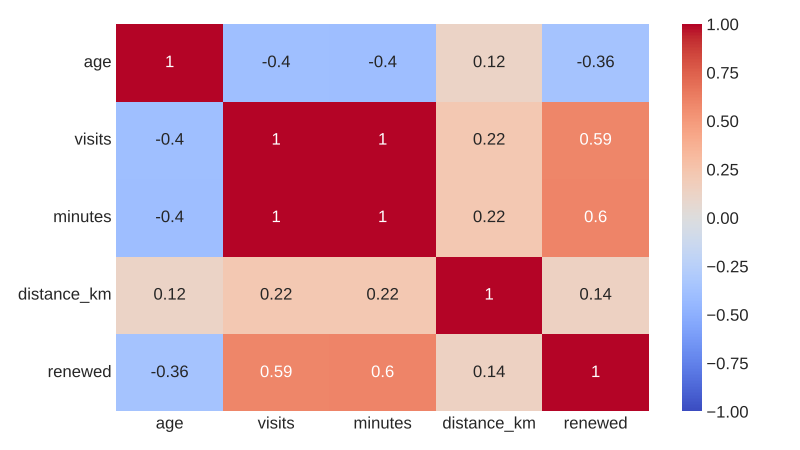 1.00
age 1 -0.4 -0.4 0.12 -0.36
0.75
visits -0.4 1 1 0.22 0.59
0.50
0.25
minutes -0.4 1 1 0.22 0.6
0.00
−0.25
distance_km 0.12 0.22 0.22 1 0.14
−0.50
renewed -0.36 0.59 0.6 0.14 1
−0.75
−1.00
age visits minutes distance_km renewed